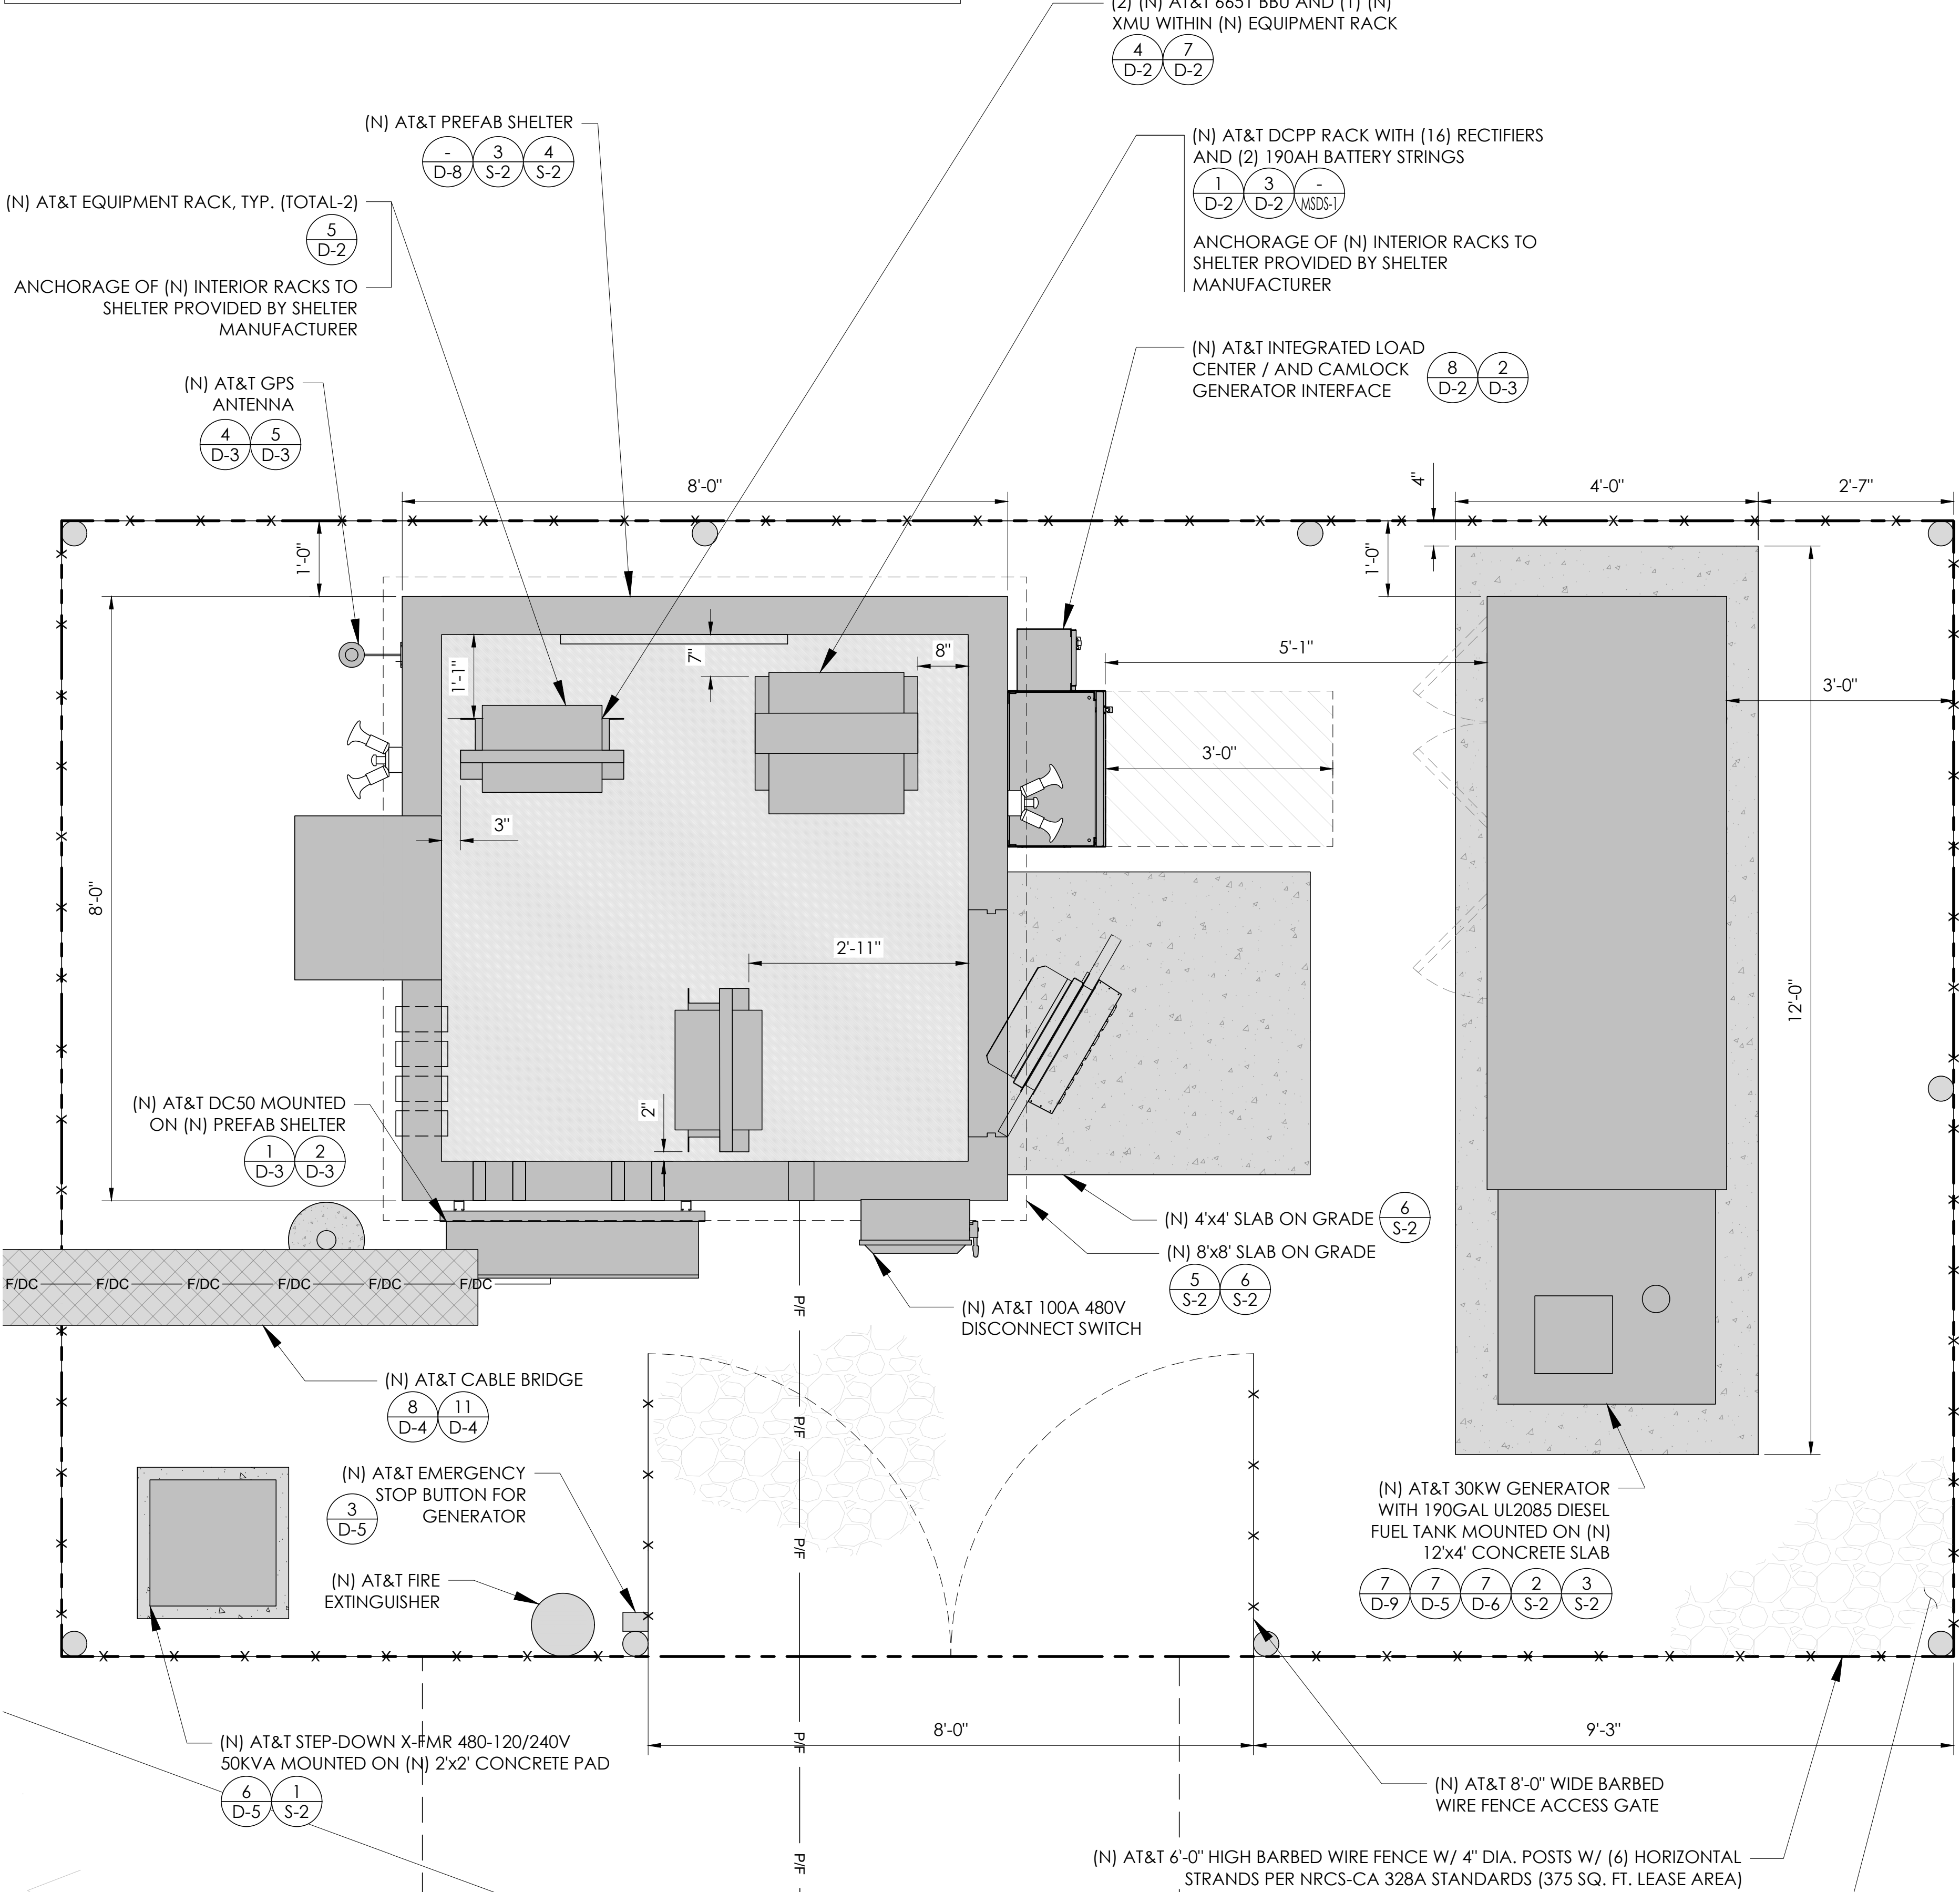 (2) (N) AT&T 6651 BBU AND (1) (N)
XMU WITHIN (N) EQUIPMENT RACK
4 7
D-2 D-2
(N) AT&T PREFAB SHELTER
- 3 4
D-8 S-2 S-2
(N) AT&T DCPP RACK WITH (16) RECTIFIERS
AND (2) 190AH BATTERY STRINGS
1 3 -
D-2 D-2 MSDS-1
ANCHORAGE OF (N) INTERIOR RACKS TO
SHELTER PROVIDED BY SHELTER
MANUFACTURER
(N) AT&T EQUIPMENT RACK, TYP. (TOTAL-2)
5
D-2
ANCHORAGE OF (N) INTERIOR RACKS TO
SHELTER PROVIDED BY SHELTER
MANUFACTURER
(N) AT&T INTEGRATED LOAD
CENTER / AND CAMLOCK
GENERATOR INTERFACE
8 2
D-2 D-3
(N) AT&T GPS
ANTENNA
4 5
D-3 D-3
8'-0"
4"
4'-0"
2'-7"
1'-0"
1'-0"
1'-1"
7"
8"
5'-1"
3'-0"
3'-0"
3"
8'-0"
2'-11"
12'-0"
2"
(N) AT&T DC50 MOUNTED
ON (N) PREFAB SHELTER
1 2
D-3 D-3
(N) 4'x4' SLAB ON GRADE
6
S-2
(N) 8'x8' SLAB ON GRADE
5 6
S-2 S-2
F/DC F/DC F/DC F/DC F/DC F/DC
P/F
(N) AT&T 100A 480V
DISCONNECT SWITCH
(N) AT&T CABLE BRIDGE
8 11
D-4 D-4
P/F
(N) AT&T EMERGENCY
STOP BUTTON FOR
GENERATOR
3
D-5
P/F
(N) AT&T 30KW GENERATOR
WITH 190GAL UL2085 DIESEL
FUEL TANK MOUNTED ON (N)
12'x4' CONCRETE SLAB
7 7 7 2 3
D-9 D-5 D-6 S-2 S-2
(N) AT&T FIRE
EXTINGUISHER
(N) AT&T STEP-DOWN X-FMR 480-120/240V
50KVA MOUNTED ON (N) 2'x2' CONCRETE PAD
6 1
D-5 S-2
P/F
8'-0"
9'-3"
(N) AT&T 8'-0" WIDE BARBED
WIRE FENCE ACCESS GATE
P/F
(N) AT&T 6'-0" HIGH BARBED WIRE FENCE W/ 4" DIA. POSTS W/ (6) HORIZONTAL
STRANDS PER NRCS-CA 328A STANDARDS (375 SQ. FT. LEASE AREA)